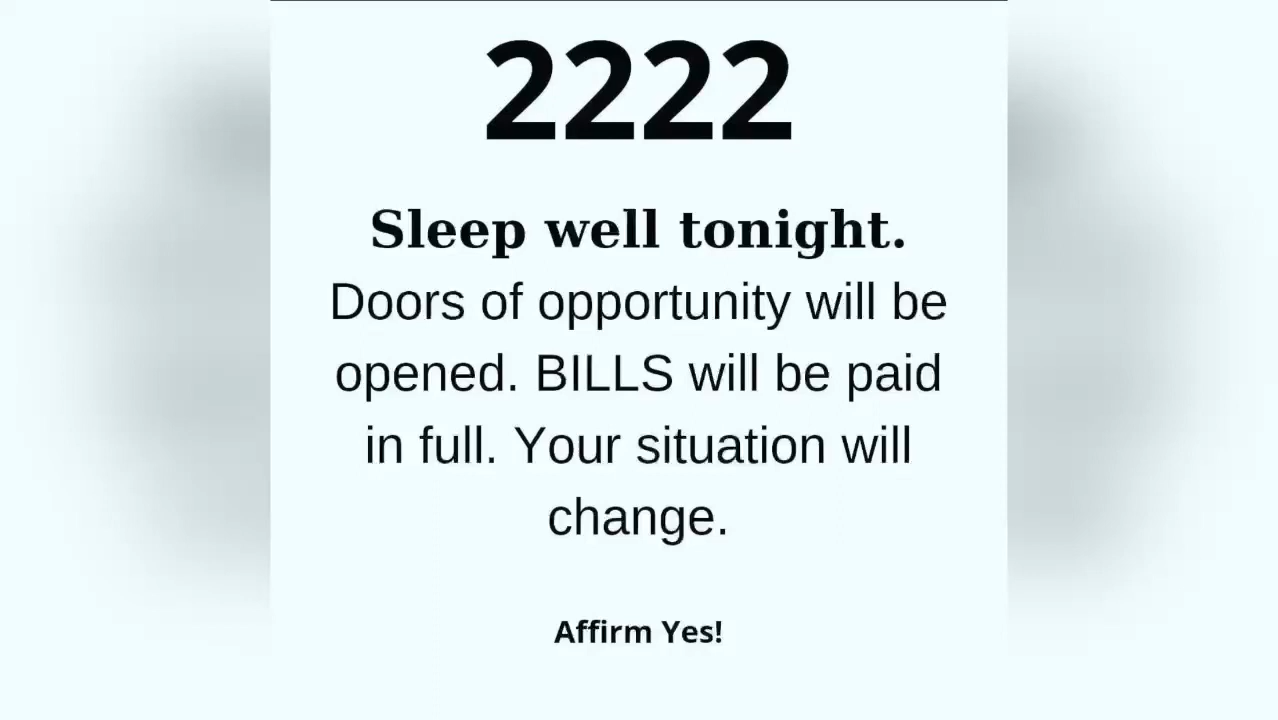 2222
Sleep well tonight.
Doors of opportunity will be
opened. BILLS will be paid
in full. Your situation will
change.
Affirm Yes!